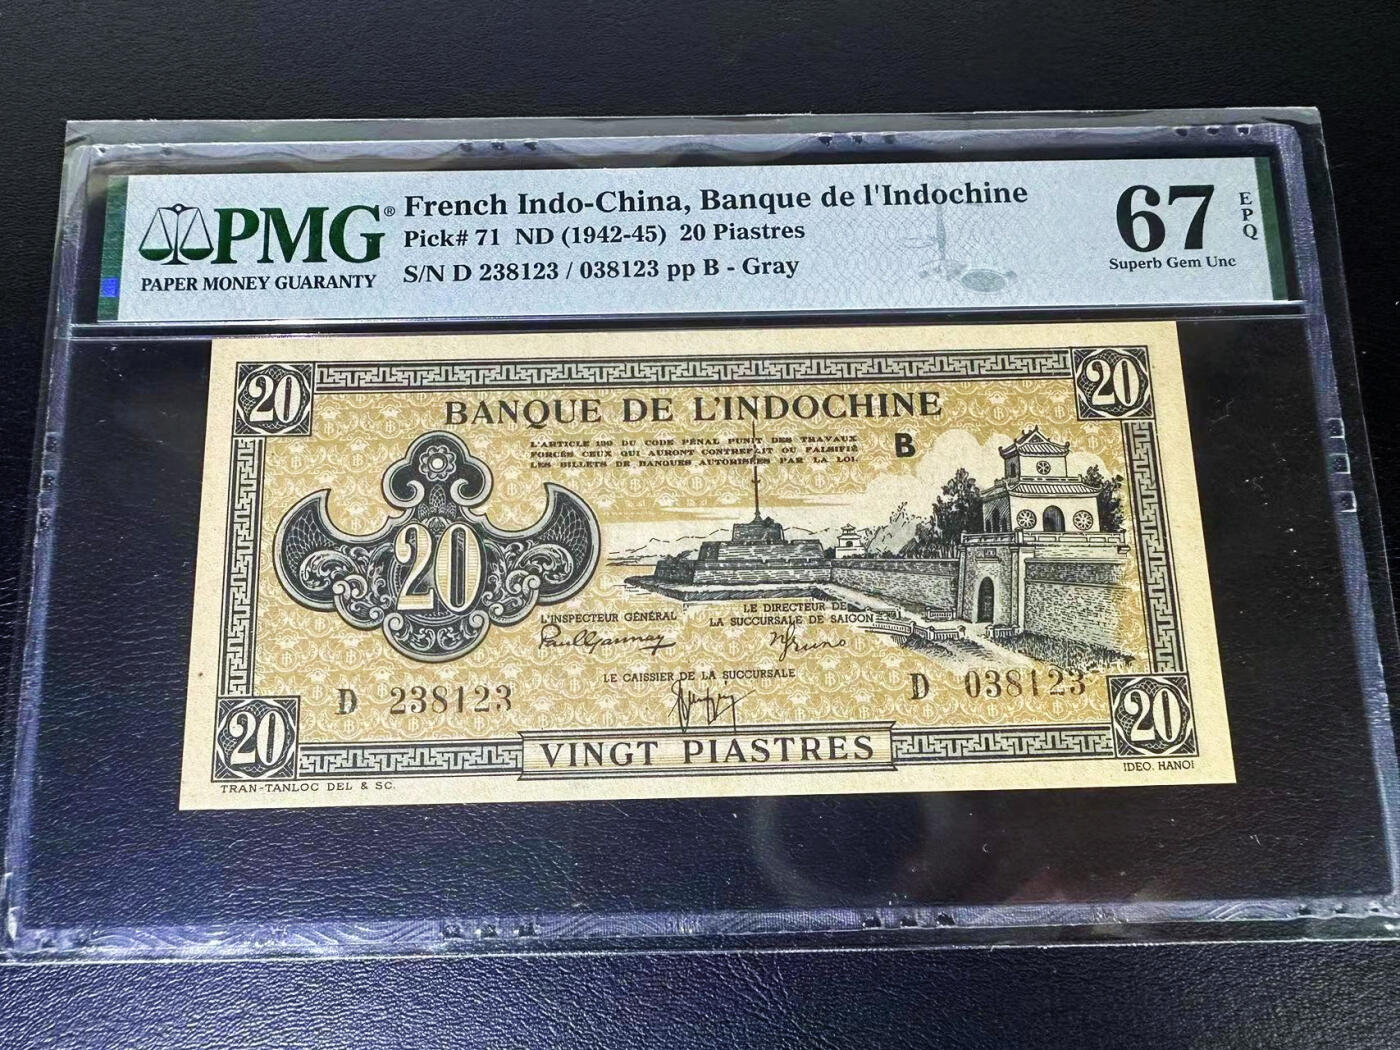 PMG®
PAPER MONEY GUARANTY
French Indo-China, Banque de l'Indochine
Pick# 71 ND (1942-45) 20 Piastres
S/N D 238123 / 038123 pp B - Gray
67
EPQ
Superb Gem Unc
20
20
BANQUE DE L'INDOCHINE
L'ARTICLE 139 DU CODE PÉNAL PUNIT DES TRAVAUX
FORCÉS CEUX QUI AURONT CONTREFAIT OU FALSIFIÉ
LES BILLETS DE BANQUES AUTORISÉES PAR LA LOI.
B
20
L'INSPECTEUR GÉNÉRAL
LE DIRECTEUR DE
LA SUCCURSALE DE SAIGON
LE CAISSIER DE LA SUCCURSALE
D 238123
D 038123
20
20
VINGT PIASTRES
TRAN-TANLOC DEL & SC.
IDEO. HANOI